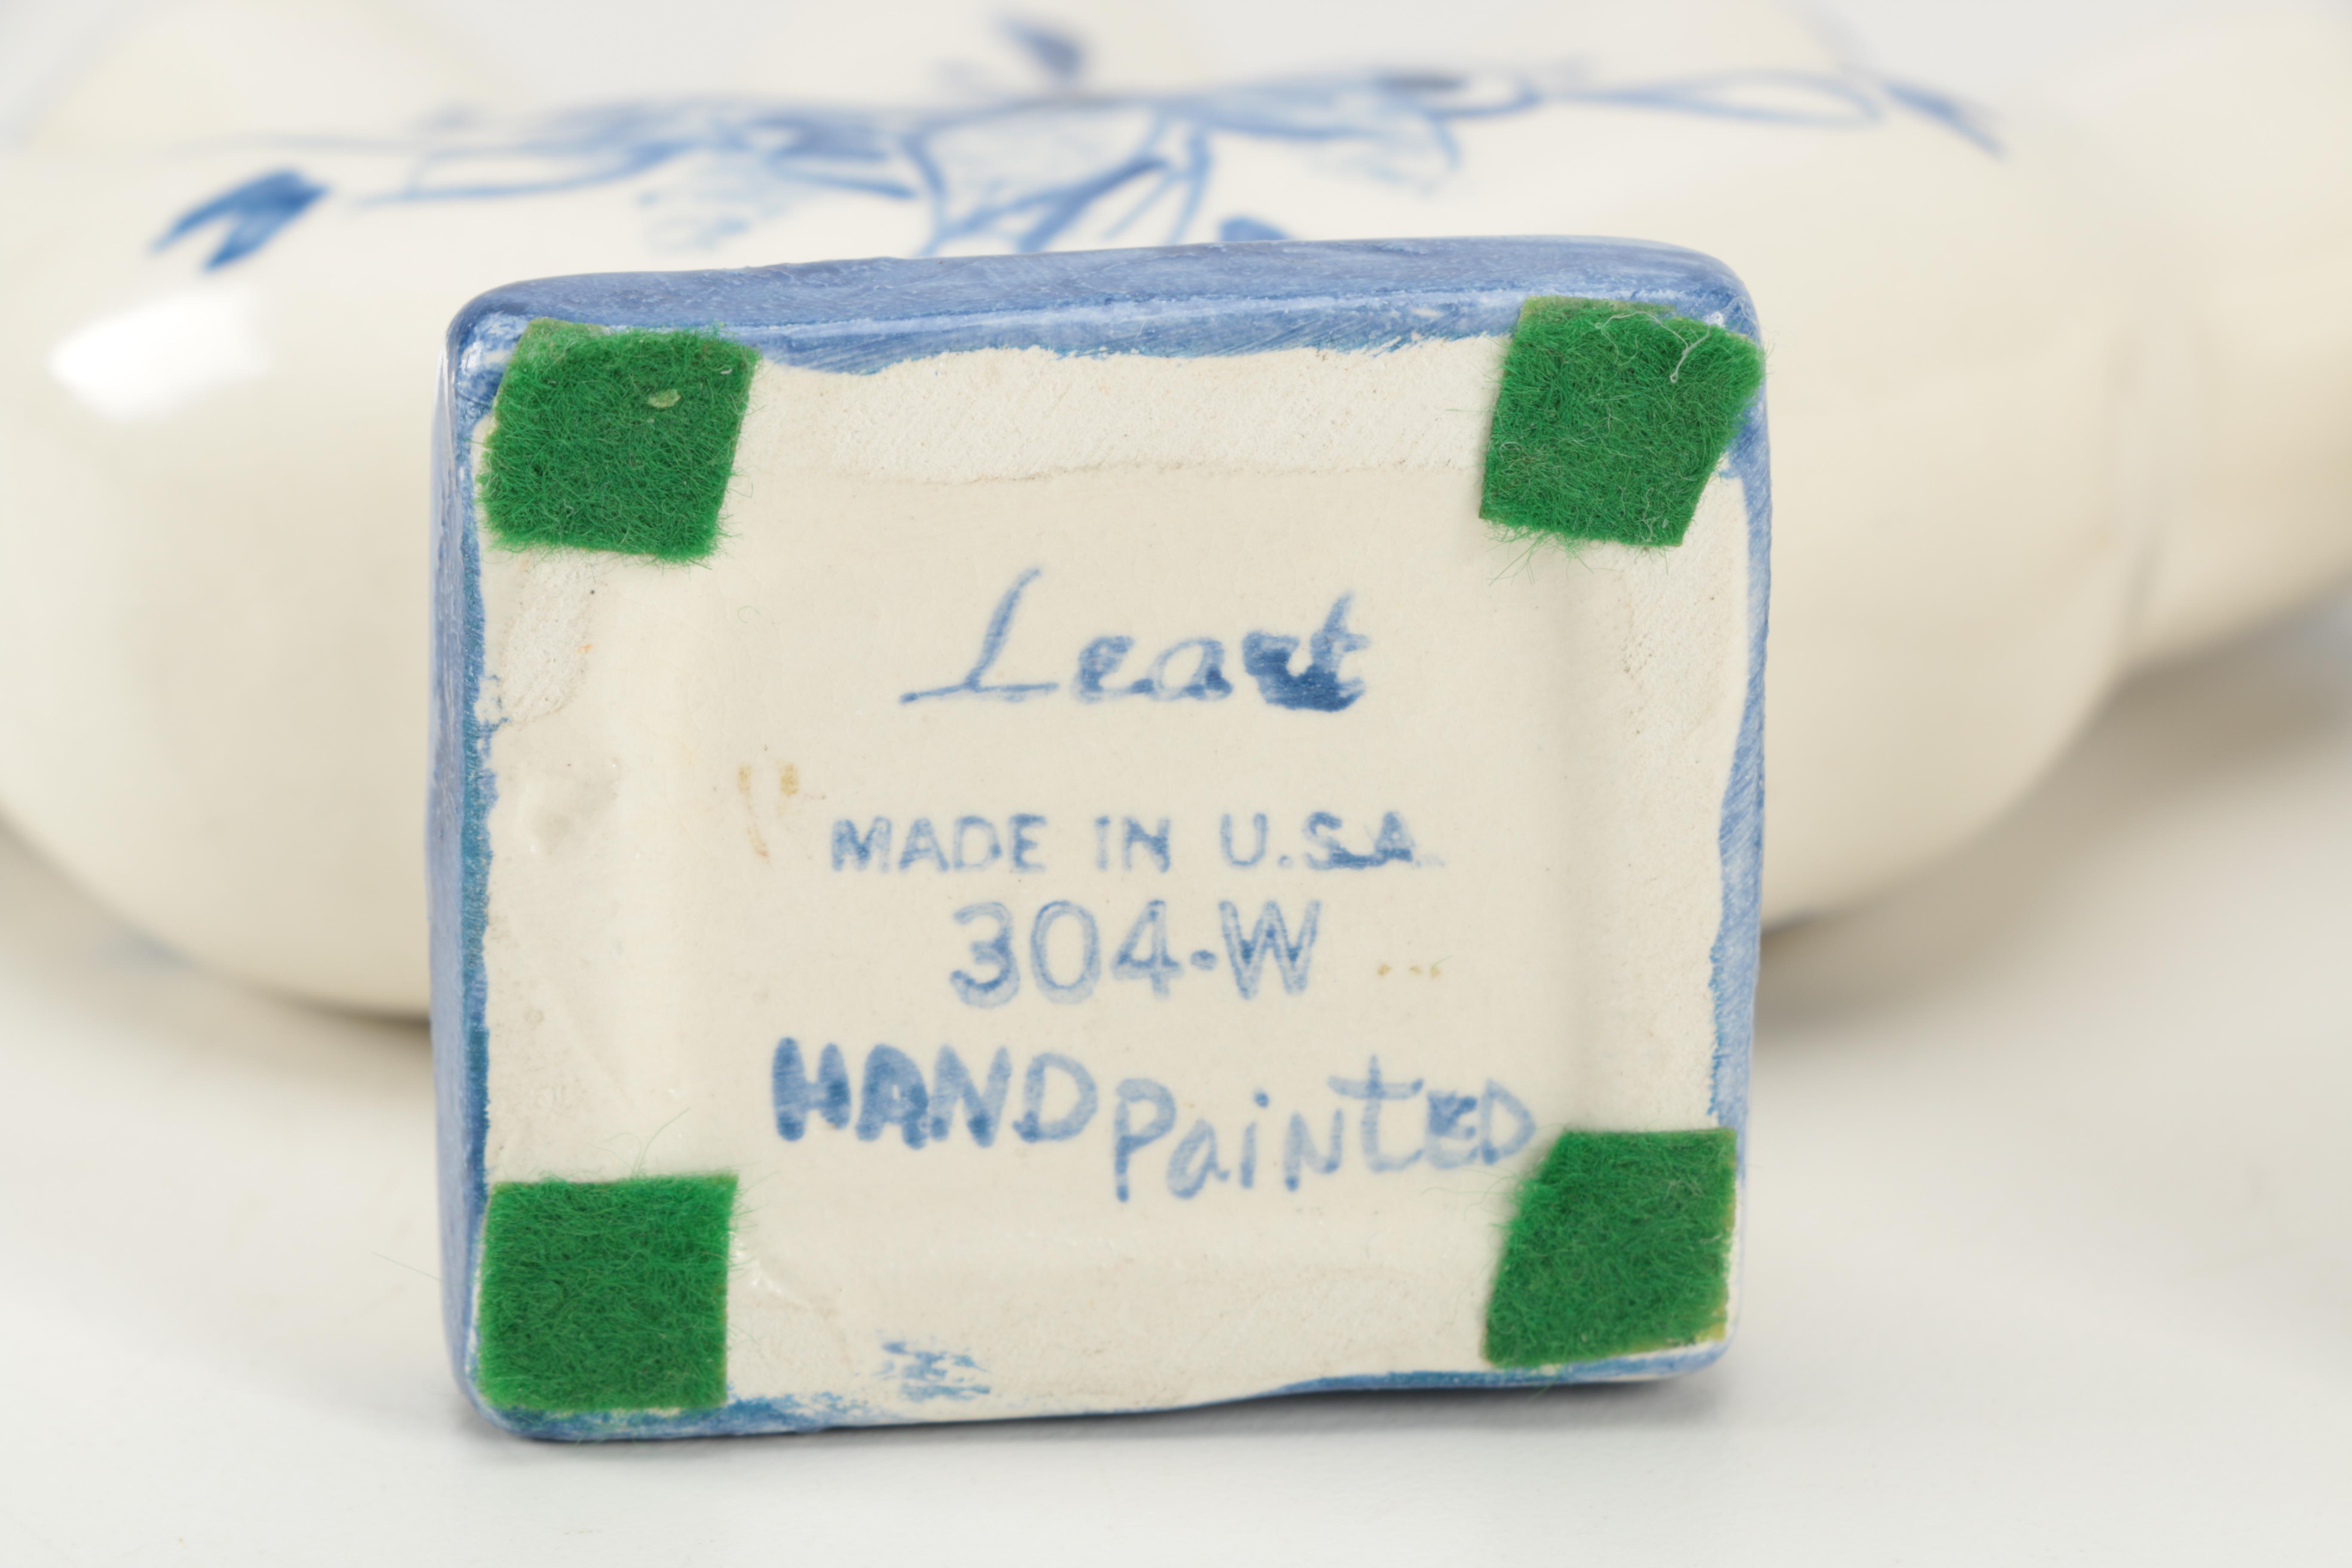 Leart
MADE IN U.S.A.
304-W
HAND PaiNtED